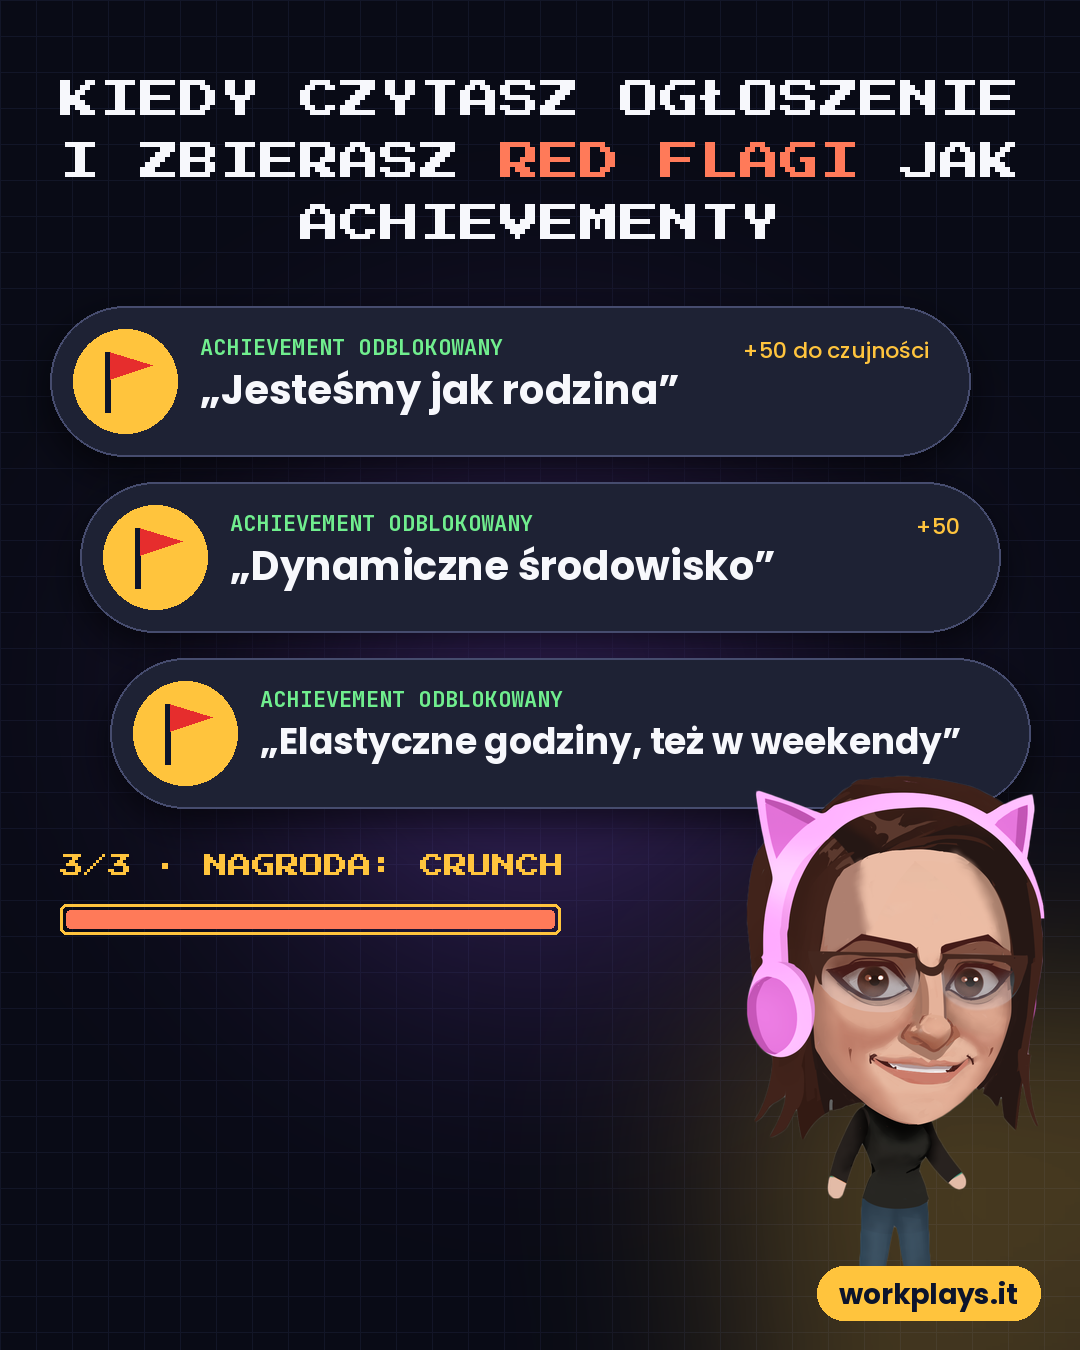 KIEDY CZYTASZ OGŁOSZENIE
I ZBIERASZ RED FLAGI JAK
ACHIEVEMENTY
ACHIEVEMENT ODBLOKOWANY
+50 do czujności
„Jesteśmy jak rodzina”
ACHIEVEMENT ODBLOKOWANY
+50
„Dynamiczne środowisko”
ACHIEVEMENT ODBLOKOWANY
„Elastyczne godziny, też w weekendy”
3/3 · NAGRODA: CRUNCH
workplays.it